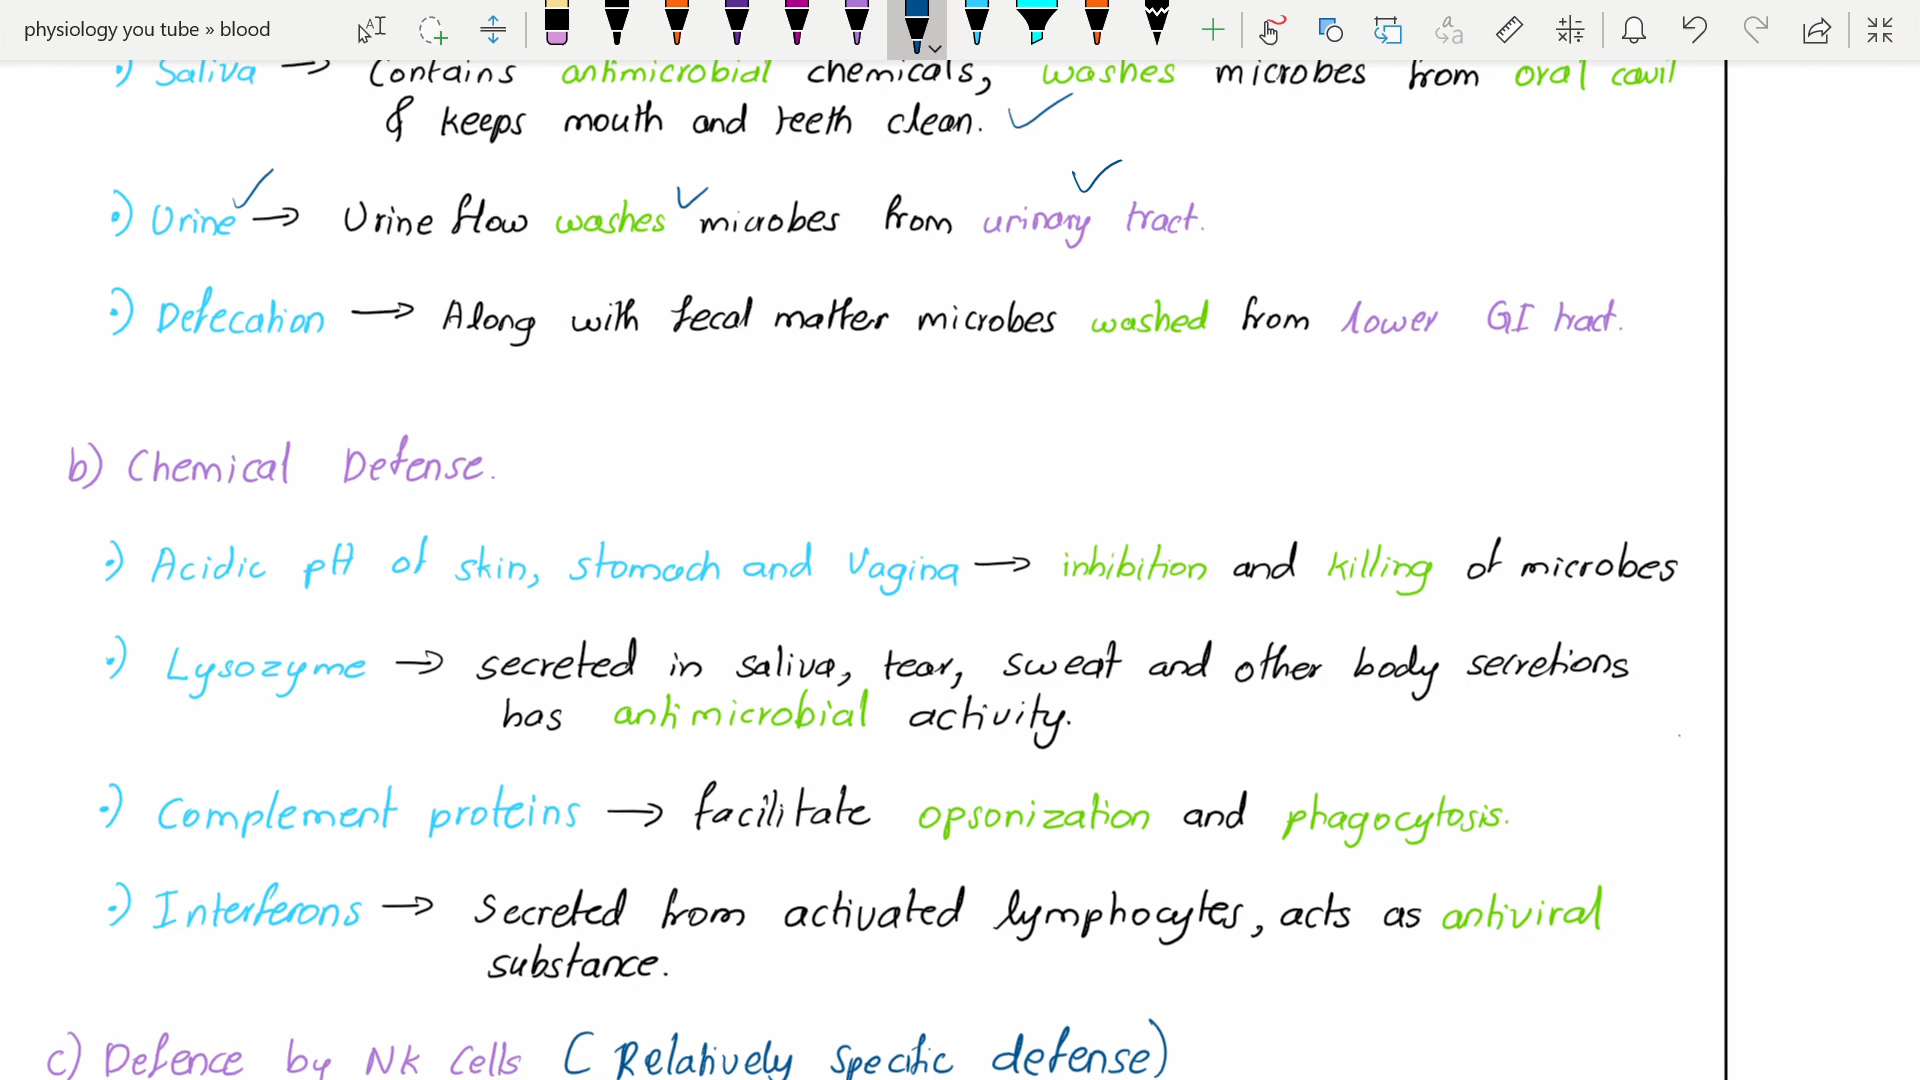 physiology you tube » blood
•) Saliva → Contains antimicrobial chemicals, washes microbes from oral cavit
& keeps mouth and teeth clean.
•) Urine → Urine flow washes microbes from urinary tract.
•) Defecation → Along with fecal matter microbes washed from lower GI tract.
b) Chemical Defense.
•) Acidic pH of skin, stomach and Vagina → inhibition and killing of microbes
•) Lysozyme → secreted in saliva, tear, sweat and other body secretions
has antimicrobial activity.
•) Complement proteins → facilitate opsonization and phagocytosis.
•) Interferons → Secreted from activated lymphocytes, acts as antiviral
substance.
c) Defence by NK Cells ( Relatively Specific defense)